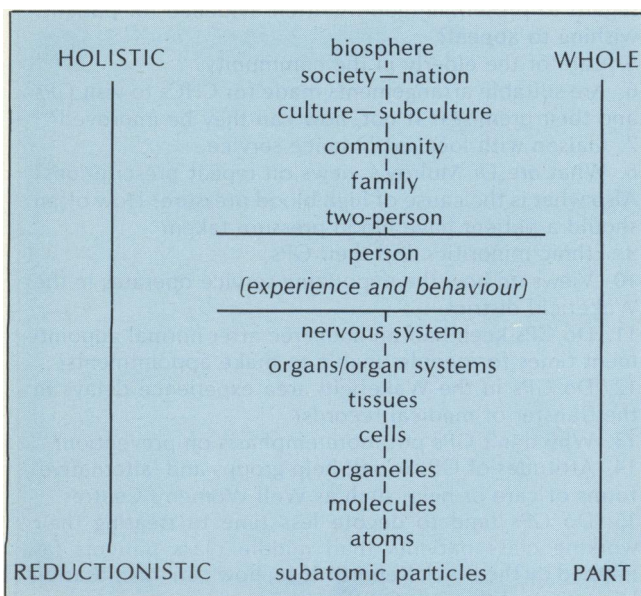 HOLISTIC
biosphere
WHOLE
society – nation
culture – subculture
community
family
two-person
person
(experience and behaviour)
nervous system
organs/organ systems
tissues
cells
organelles
molecules
atoms
REDUCTIONISTIC
subatomic particles
PART